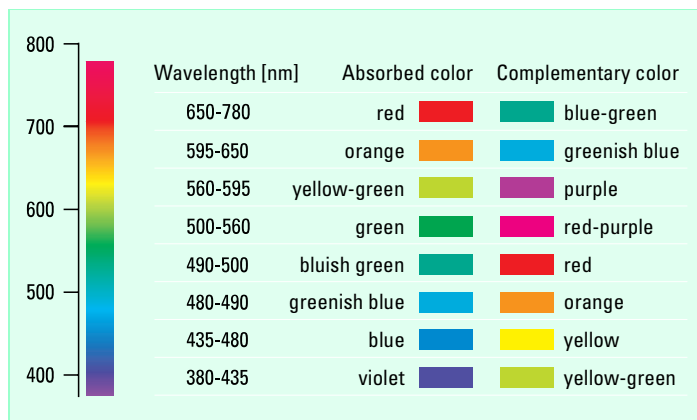 800
700
600
500
400
Wavelength [nm] Absorbed color Complementary color
650-780 red blue-green
595-650 orange greenish blue
560-595 yellow-green purple
500-560 green red-purple
490-500 bluish green red
480-490 greenish blue orange
435-480 blue yellow
380-435 violet yellow-green